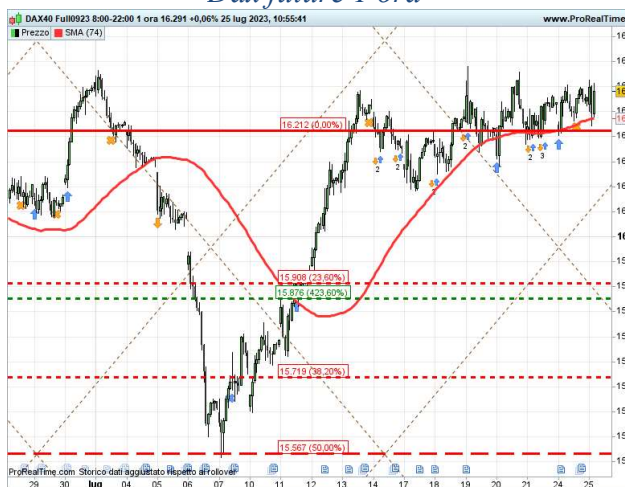 Dax future 1 ora
DAX40 Full0923 8:00-22:00 1 ora 16.291 +0,06% 25 lug 2023, 10:55:41
www.ProRealTime
Prezzo SMA (74)
16.212 (0,00%)
2 2 2 2 2 3
15.908 (23,60%)
15.876 (423,60%)
15.719 (38,20%)
15.567 (50,00%)
ProRealTime.com Storico dati aggiustato rispetto ai rollover
29 30 lug 04 05 06 07 10 11 12 13 14 17 18 19 20 21 24 25